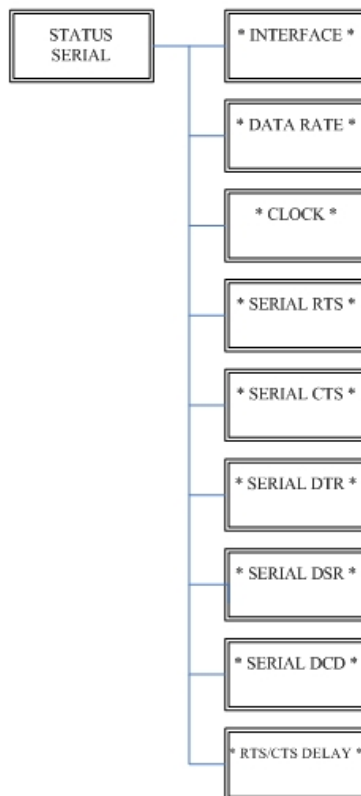 STATUS
SERIAL
* INTERFACE *
* DATA RATE *
* CLOCK *
* SERIAL RTS *
* SERIAL CTS *
* SERIAL DTR *
* SERIAL DSR *
* SERIAL DCD *
* RTS/CTS DELAY *